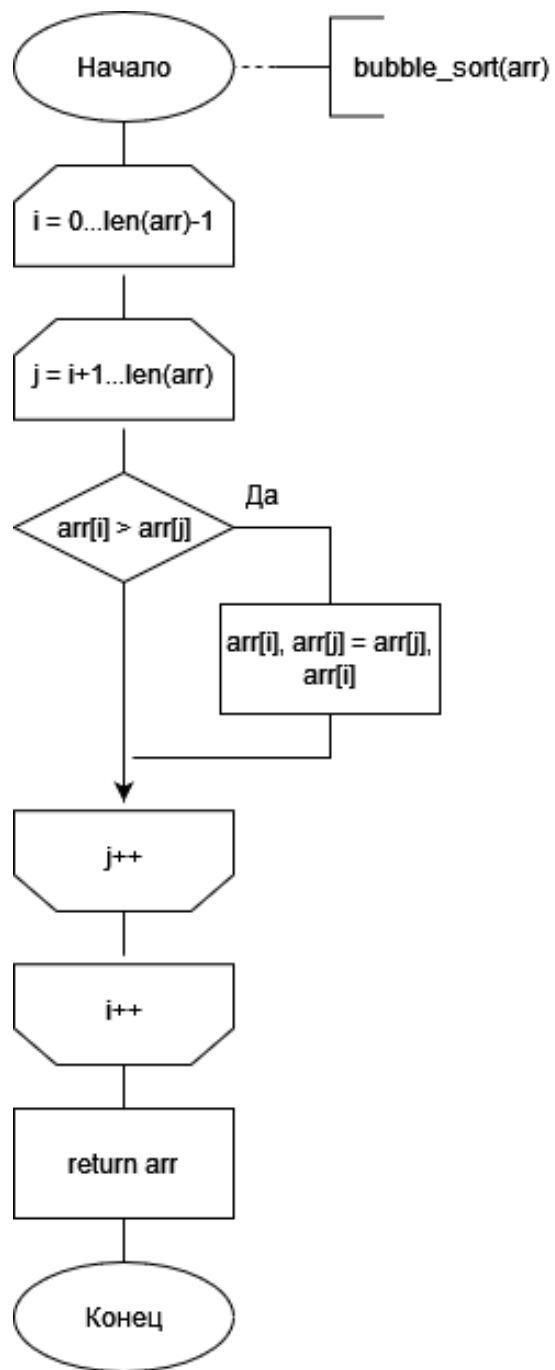 Начало
bubble_sort(arr)
i = 0...len(arr)-1
j = i+1...len(arr)
arr[i] > arr[j]
Да
arr[i], arr[j] = arr[j],
arr[i]
j++
i++
return arr
Конец